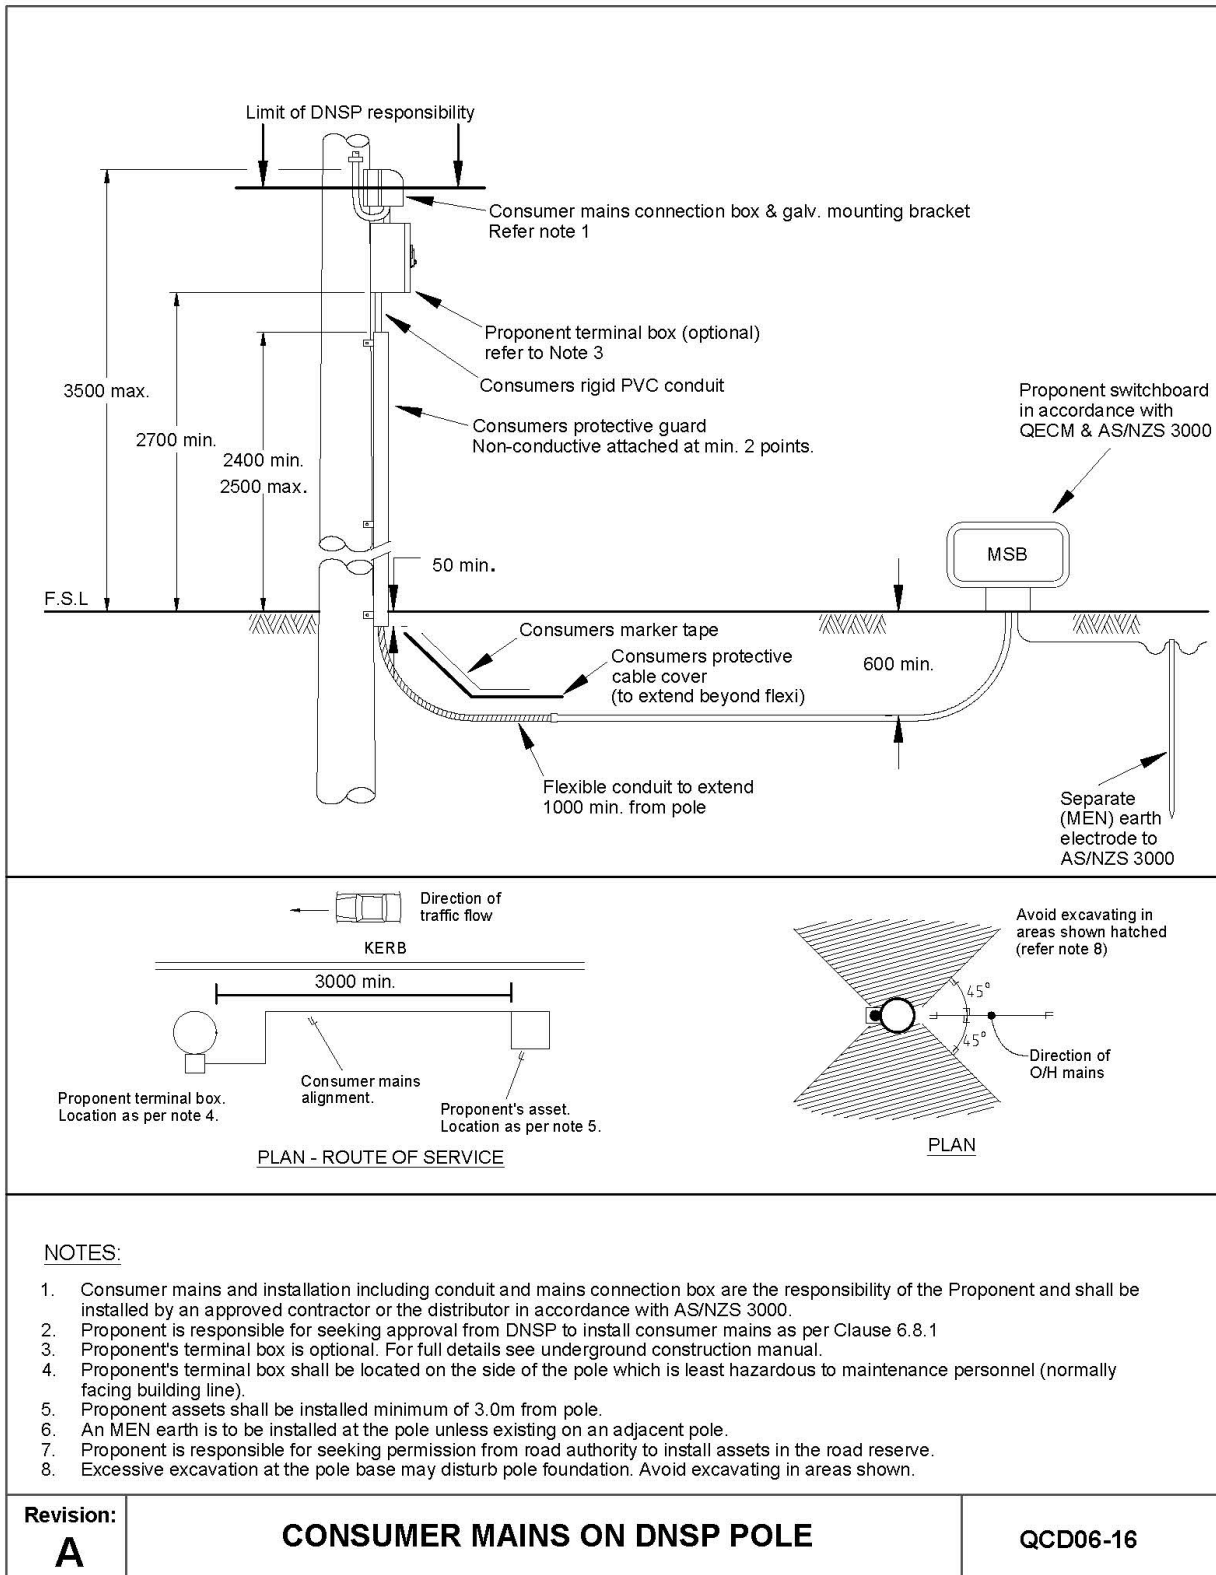 Limit of DNSP responsibility
Consumer mains connection box & galv. mounting bracket
Refer note 1
Proponent terminal box (optional)
refer to Note 3
Consumers rigid PVC conduit
3500 max.
Consumers protective guard
Non-conductive attached at min. 2 points.
2700 min.
2400 min.
2500 max.
Proponent switchboard
in accordance with
QECM & AS/NZS 3000
MSB
50 min.
F.S.L
Consumers marker tape
Consumers protective
cable cover
(to extend beyond flexi)
600 min.
Flexible conduit to extend
1000 min. from pole
Separate
(MEN) earth
electrode to
AS/NZS 3000
Direction of
traffic flow
KERB
3000 min.
Proponent terminal box.
Location as per note 4.
Consumer mains
alignment.
Proponent's asset.
Location as per note 5.
PLAN - ROUTE OF SERVICE
Avoid excavating in
areas shown hatched
(refer note 8)
45°
45°
Direction of
O/H mains
PLAN
NOTES:
1. Consumer mains and installation including conduit and mains connection box are the responsibility of the Proponent and shall be
installed by an approved contractor or the distributor in accordance with AS/NZS 3000.
2. Proponent is responsible for seeking approval from DNSP to install consumer mains as per Clause 6.8.1
3. Proponent's terminal box is optional. For full details see underground construction manual.
4. Proponent's terminal box shall be located on the side of the pole which is least hazardous to maintenance personnel (normally
facing building line).
5. Proponent assets shall be installed minimum of 3.0m from pole.
6. An MEN earth is to be installed at the pole unless existing on an adjacent pole.
7. Proponent is responsible for seeking permission from road authority to install assets in the road reserve.
8. Excessive excavation at the pole base may disturb pole foundation. Avoid excavating in areas shown.
Revision:
A
CONSUMER MAINS ON DNSP POLE
QCD06-16